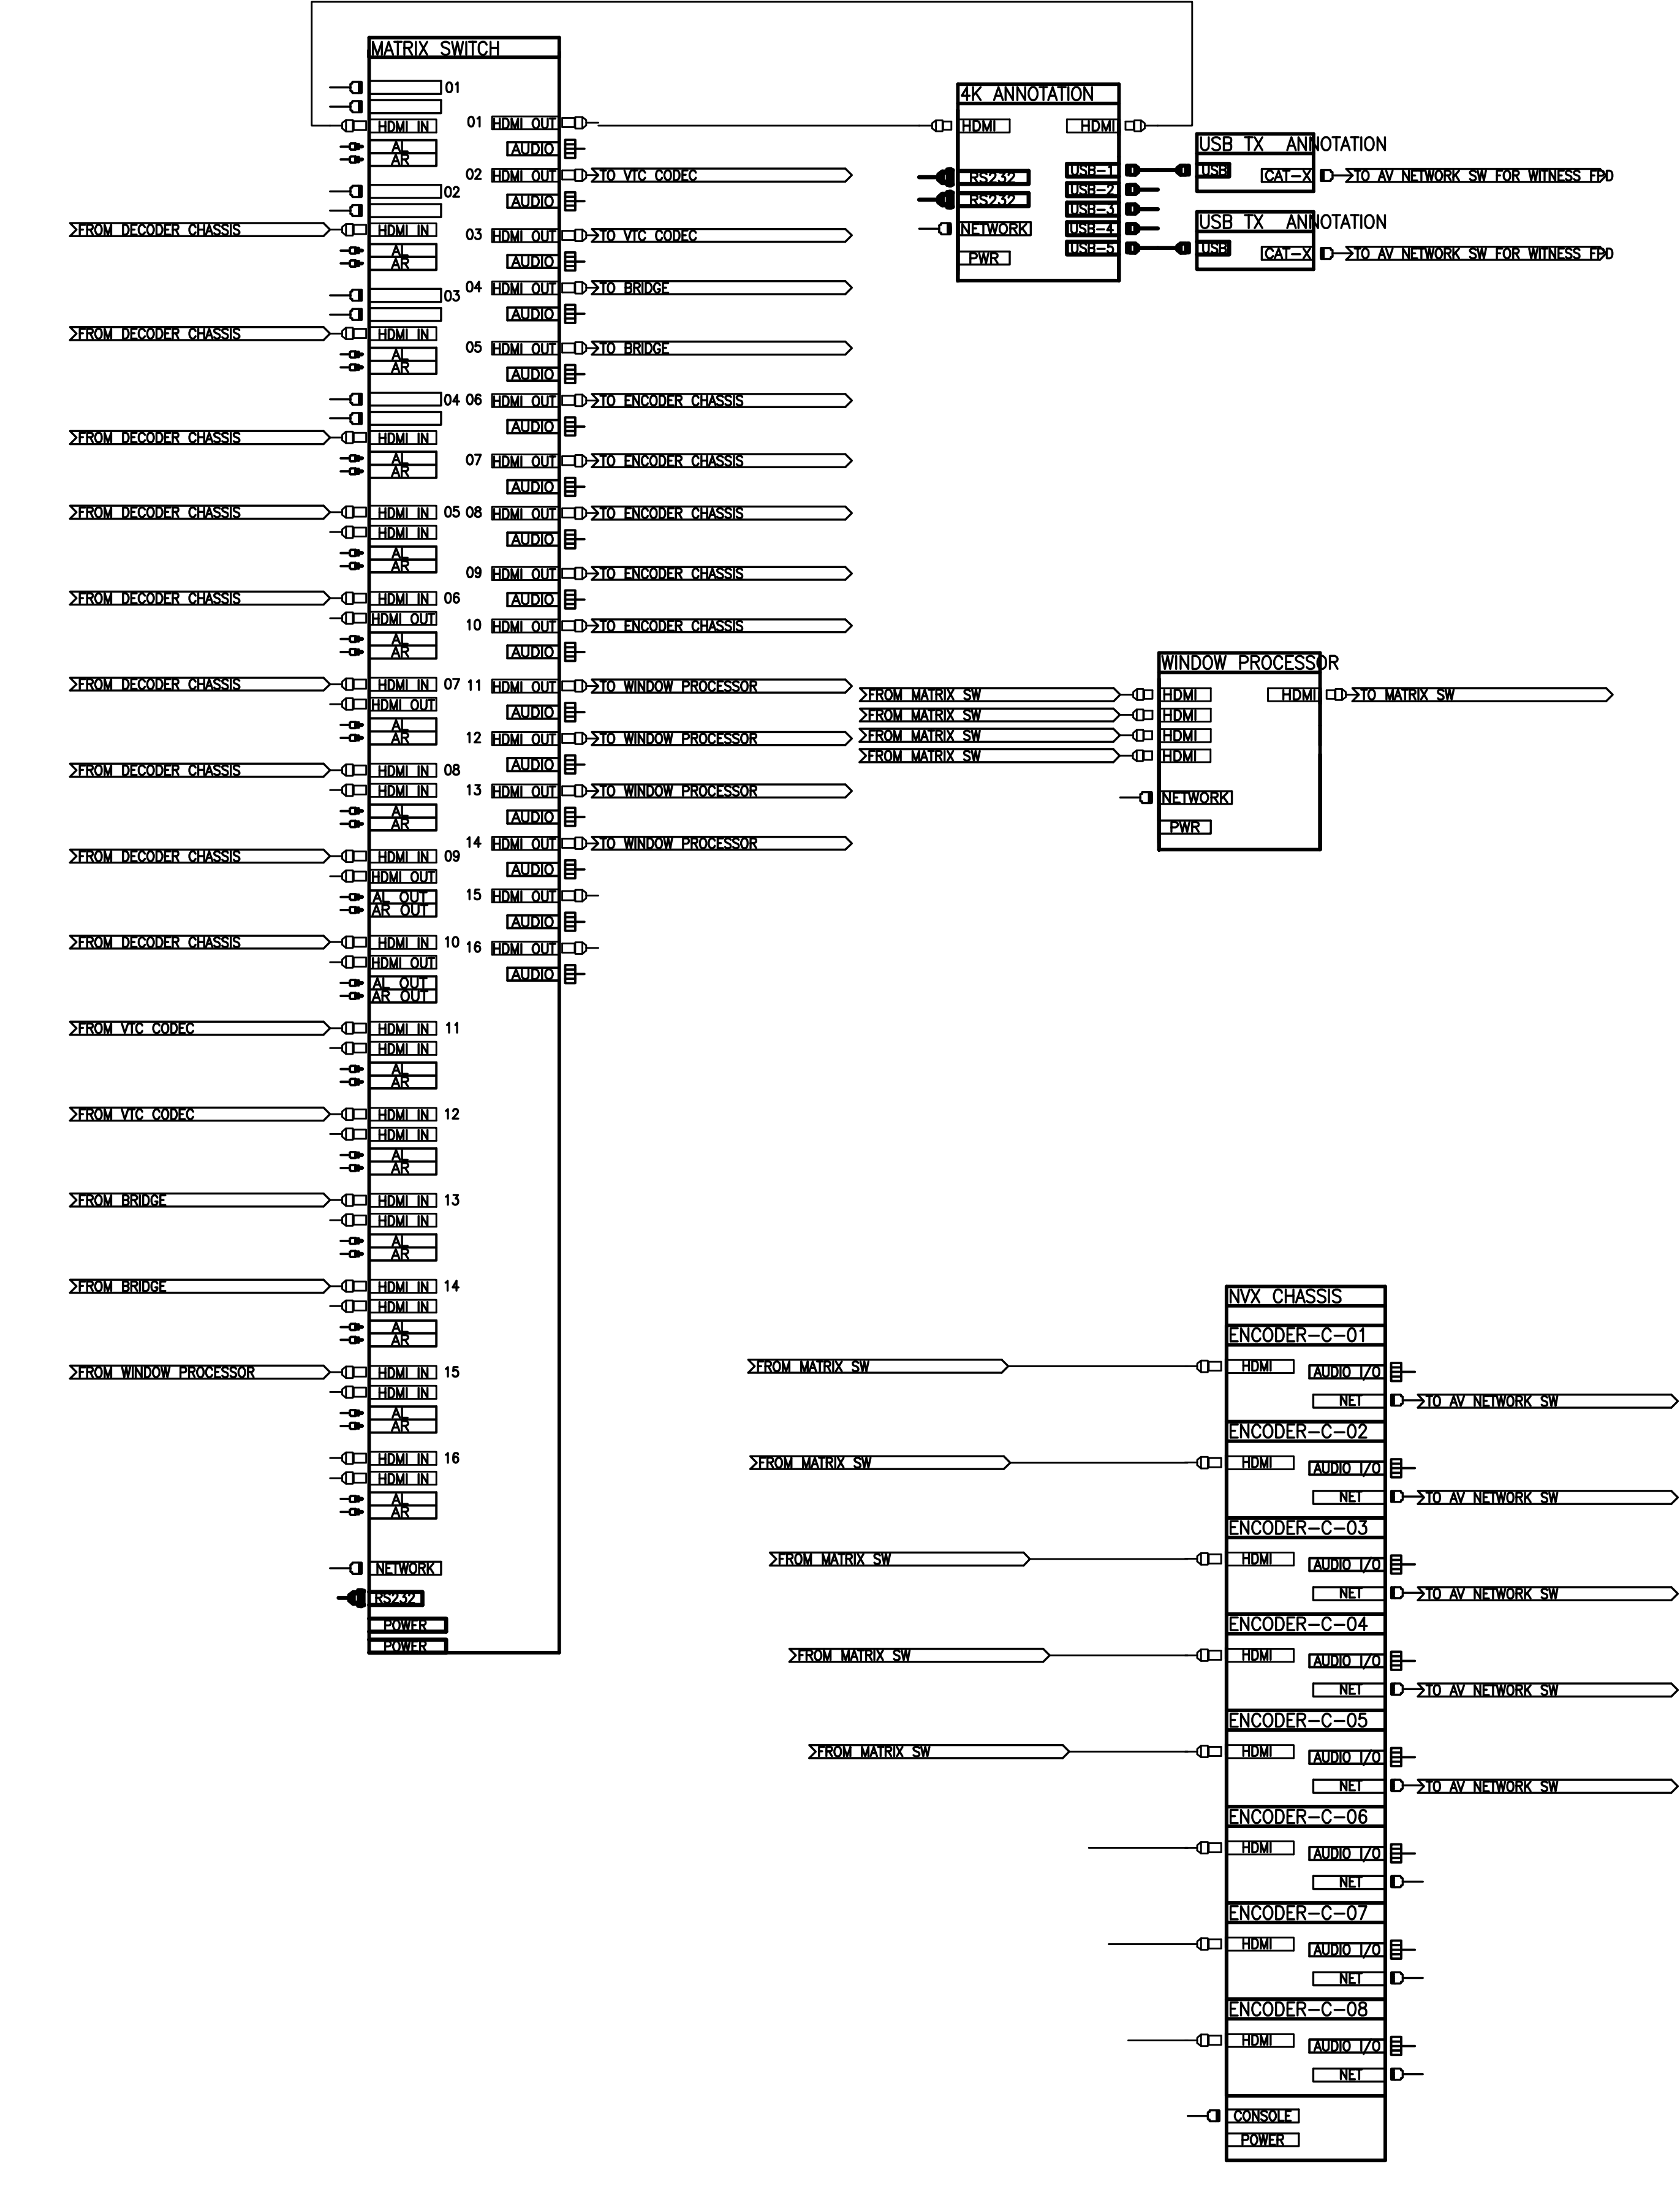 MATRIX SWITCH
01
HDMI IN
AL
AR
02
FROM DECODER CHASSIS
HDMI IN
AL
AR
03
FROM DECODER CHASSIS
HDMI IN
AL
AR
04
FROM DECODER CHASSIS
HDMI IN
AL
AR
FROM DECODER CHASSIS
HDMI IN 05
HDMI IN
AL
AR
FROM DECODER CHASSIS
HDMI IN 06
HDMI OUT
AL
AR
FROM DECODER CHASSIS
HDMI IN 07
HDMI OUT
AL
AR
FROM DECODER CHASSIS
HDMI IN 08
HDMI IN
AL
AR
FROM DECODER CHASSIS
HDMI IN 09
HDMI OUT
AL OUT
AR OUT
FROM DECODER CHASSIS
HDMI IN 10
HDMI OUT
AL OUT
AR OUT
FROM VTC CODEC
HDMI IN 11
HDMI IN
AL
AR
FROM VTC CODEC
HDMI IN 12
HDMI IN
AL
AR
FROM BRIDGE
HDMI IN 13
HDMI IN
AL
AR
FROM BRIDGE
HDMI IN 14
HDMI IN
AL
AR
FROM WINDOW PROCESSOR
HDMI IN 15
HDMI IN
AL
AR
HDMI IN 16
HDMI IN
AL
AR
NETWORK
RS232
POWER
POWER
01 HDMI OUT
AUDIO
02 HDMI OUT
TO VTC CODEC
AUDIO
03 HDMI OUT
TO VTC CODEC
AUDIO
04 HDMI OUT
TO BRIDGE
AUDIO
05 HDMI OUT
TO BRIDGE
AUDIO
06 HDMI OUT
TO ENCODER CHASSIS
AUDIO
07 HDMI OUT
TO ENCODER CHASSIS
AUDIO
08 HDMI OUT
TO ENCODER CHASSIS
AUDIO
09 HDMI OUT
TO ENCODER CHASSIS
AUDIO
10 HDMI OUT
TO ENCODER CHASSIS
AUDIO
11 HDMI OUT
TO WINDOW PROCESSOR
AUDIO
12 HDMI OUT
TO WINDOW PROCESSOR
AUDIO
13 HDMI OUT
TO WINDOW PROCESSOR
AUDIO
14 HDMI OUT
TO WINDOW PROCESSOR
AUDIO
15 HDMI OUT
AUDIO
16 HDMI OUT
AUDIO
4K ANNOTATION
HDMI
HDMI
RS232
RS232
NETWORK
PWR
USB-1
USB-2
USB-3
USB-4
USB-5
USB TX ANNOTATION
USB
CAT-X
TO AV NETWORK SW FOR WITNESS FPD
USB TX ANNOTATION
USB
CAT-X
TO AV NETWORK SW FOR WITNESS FPD
WINDOW PROCESSOR
FROM MATRIX SW
HDMI
HDMI
TO MATRIX SW
FROM MATRIX SW
HDMI
FROM MATRIX SW
HDMI
FROM MATRIX SW
HDMI
NETWORK
PWR
NVX CHASSIS
ENCODER-C-01
FROM MATRIX SW
HDMI
AUDIO I/O
NET
TO AV NETWORK SW
ENCODER-C-02
FROM MATRIX SW
HDMI
AUDIO I/O
NET
TO AV NETWORK SW
ENCODER-C-03
FROM MATRIX SW
HDMI
AUDIO I/O
NET
TO AV NETWORK SW
ENCODER-C-04
FROM MATRIX SW
HDMI
AUDIO I/O
NET
TO AV NETWORK SW
ENCODER-C-05
FROM MATRIX SW
HDMI
AUDIO I/O
NET
TO AV NETWORK SW
ENCODER-C-06
HDMI
AUDIO I/O
NET
ENCODER-C-07
HDMI
AUDIO I/O
NET
ENCODER-C-08
HDMI
AUDIO I/O
NET
CONSOLE
POWER